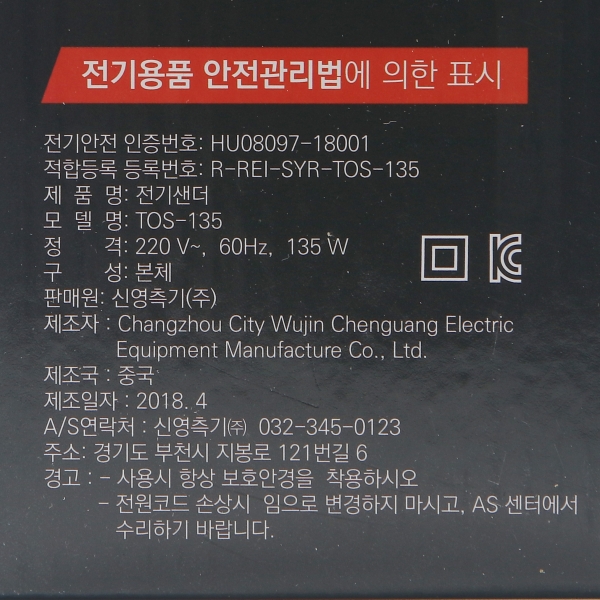 전기용품 안전관리법에 의한 표시
전기안전 인증번호: HU08097-18001
적합등록 등록번호: R-REI-SYR-TOS-135
제 품 명: 전기샌더
모 델 명: TOS-135
정 격: 220 V~, 60Hz, 135 W
구 성: 본체
판매원: 신영측기(주)
제조자 : Changzhou City Wujin Chenguang Electric
Equipment Manufacture Co., Ltd.
제조국 : 중국
제조일자 : 2018. 4
A/S연락처 : 신영측기㈜ 032-345-0123
주소: 경기도 부천시 지봉로 121번길 6
경고 : - 사용시 항상 보호안경을 착용하시오
- 전원코드 손상시 임으로 변경하지 마시고, AS 센터에서
수리하기 바랍니다.